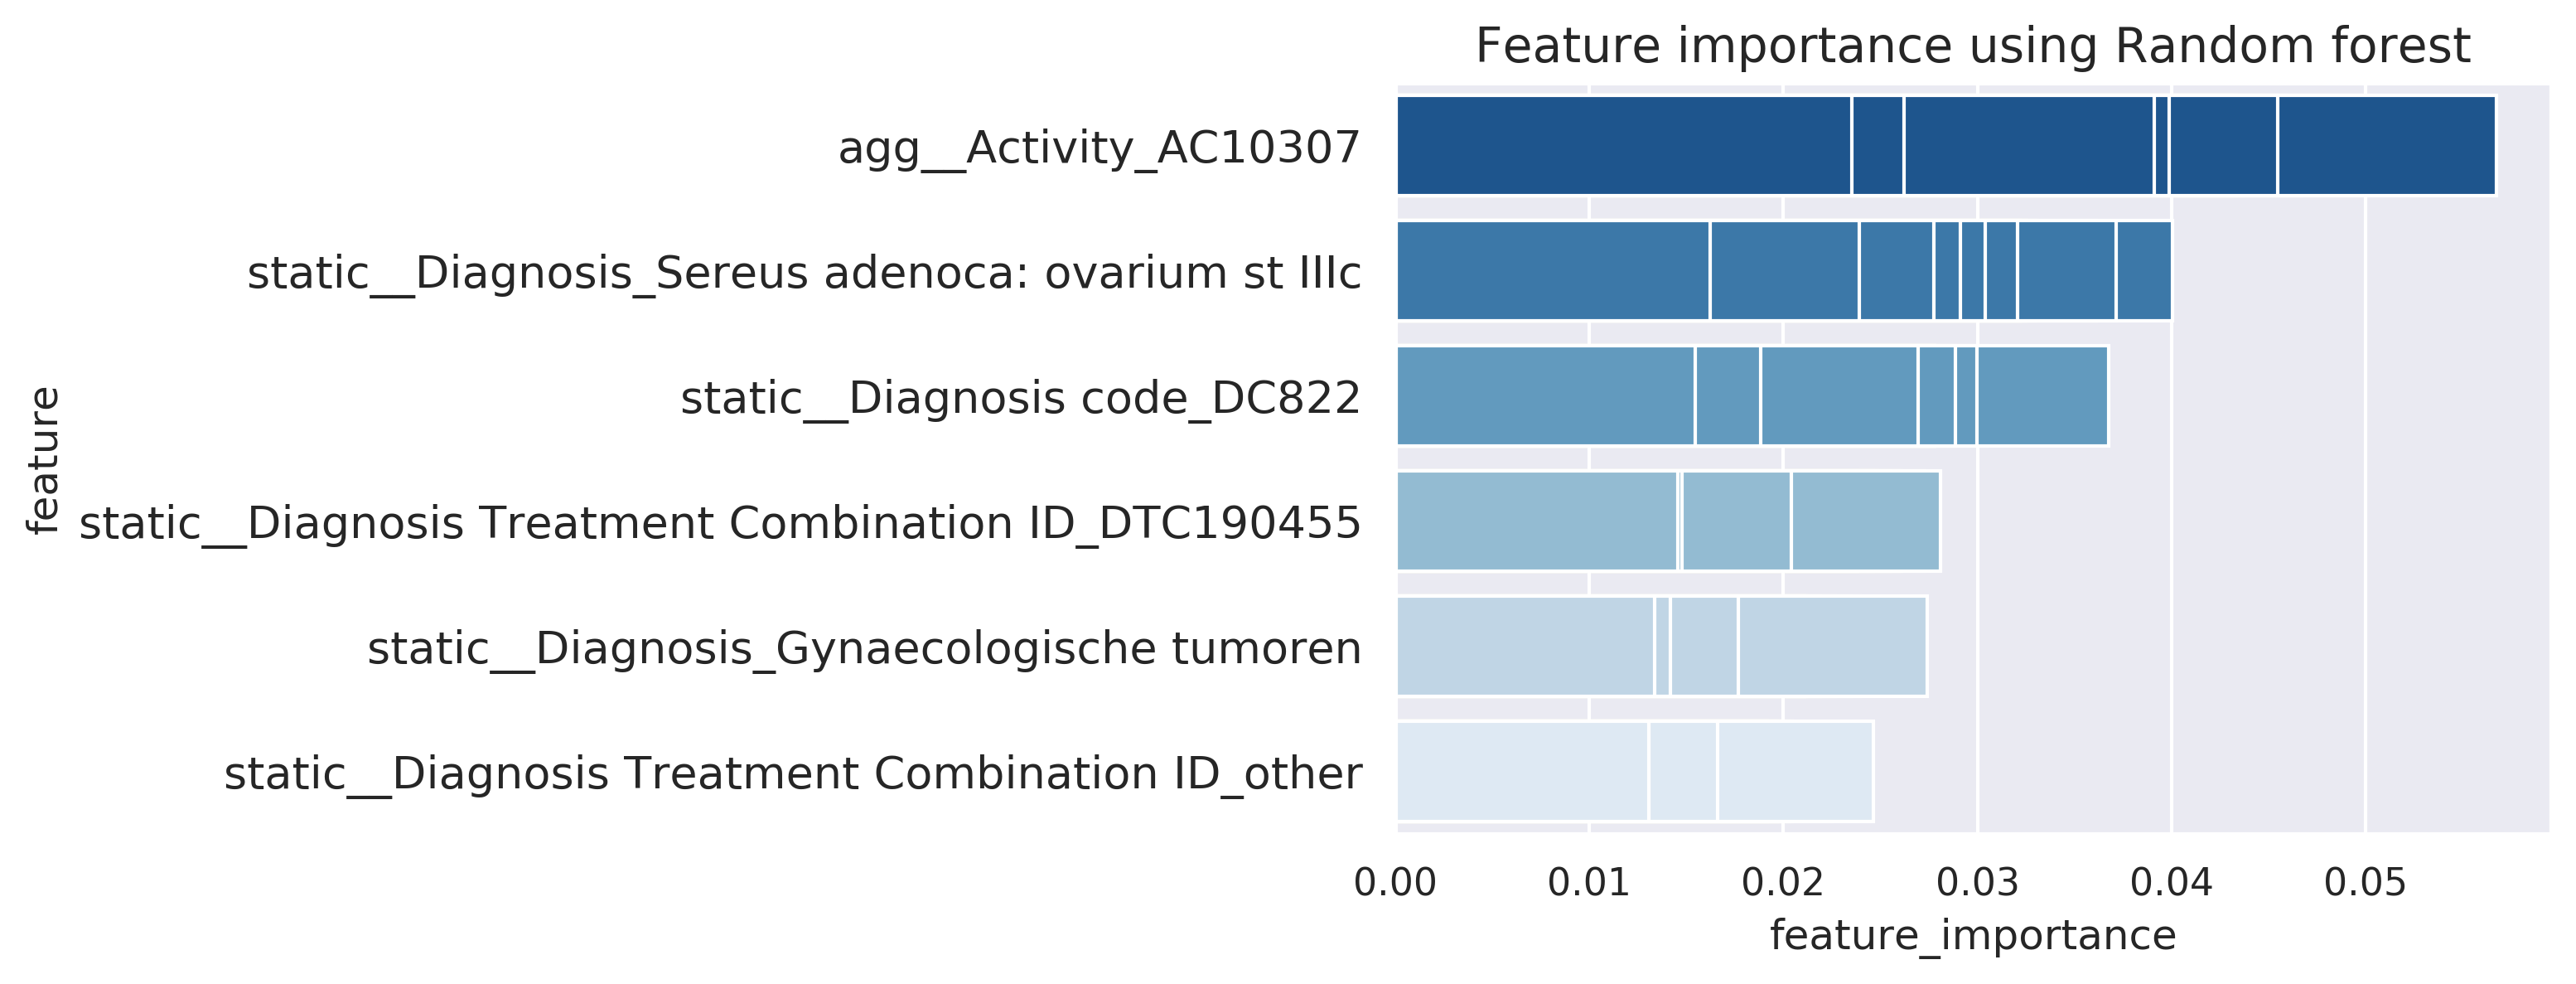 Feature importance using Random forest
feature
agg__Activity_AC10307
static__Diagnosis_Sereus adenoca: ovarium st IIIc
static__Diagnosis code_DC822
static__Diagnosis Treatment Combination ID_DTC190455
static__Diagnosis_Gynaecologische tumoren
static__Diagnosis Treatment Combination ID_other
0.00 0.01 0.02 0.03 0.04 0.05
feature_importance